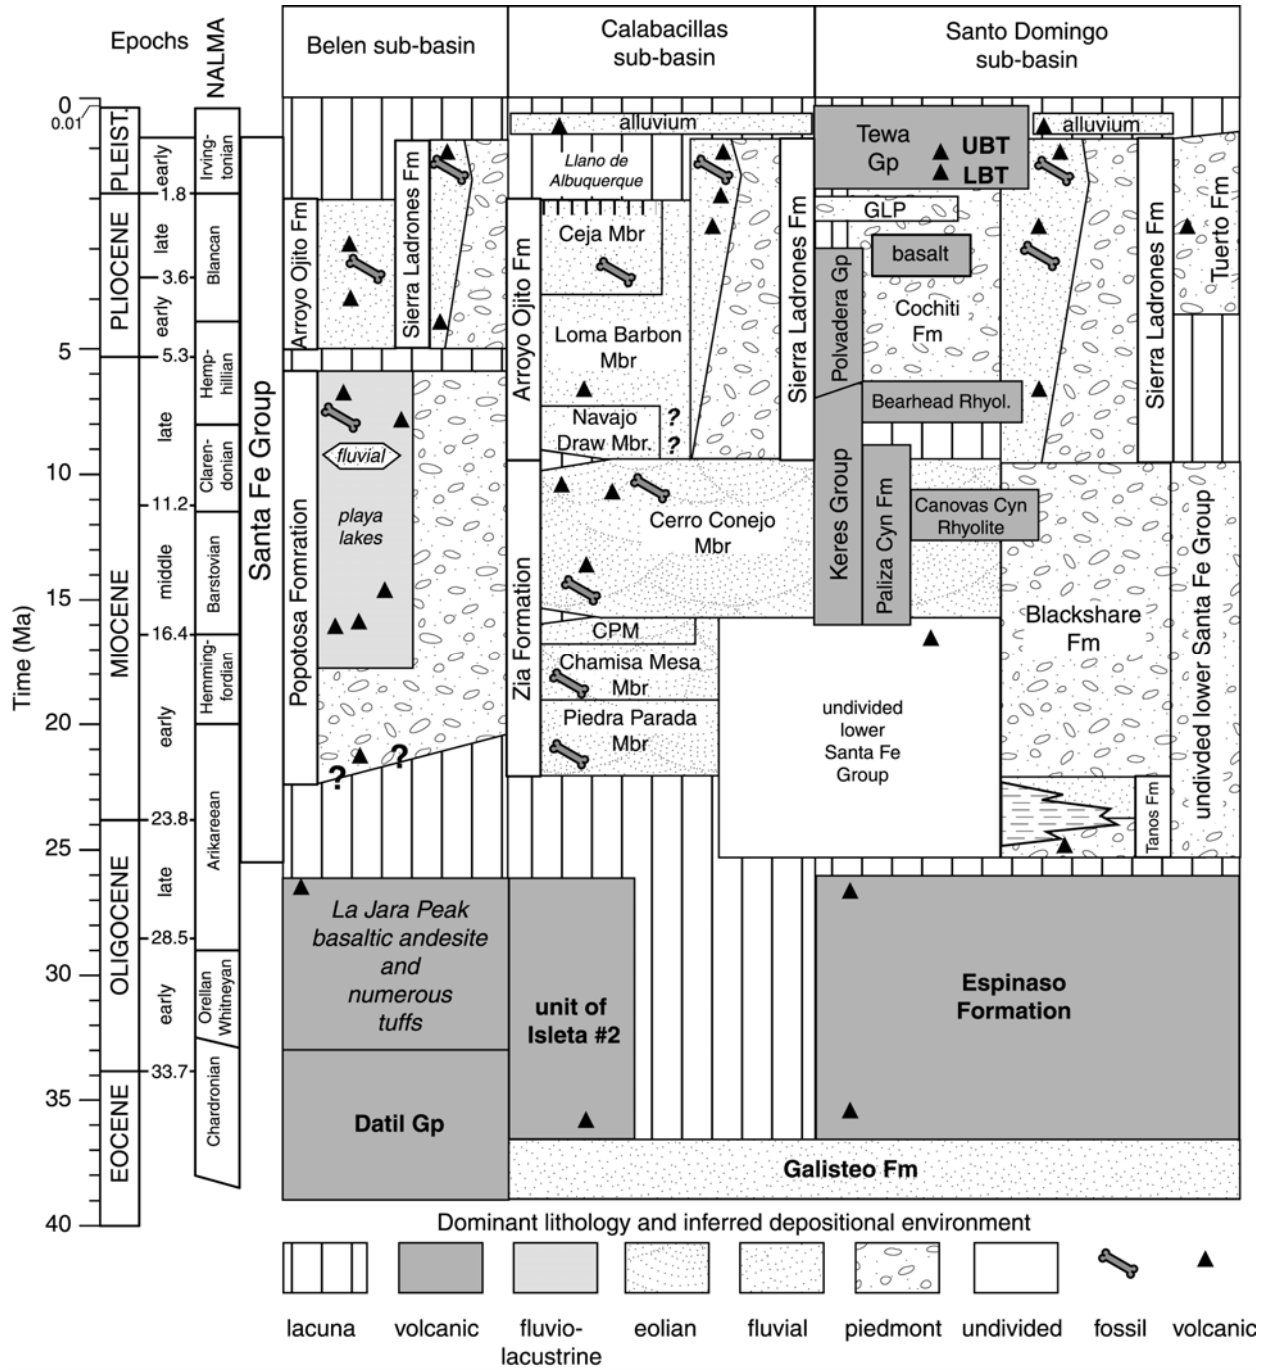 Epochs
NALMA
Belen sub-basin
Calabacillas
sub-basin
Santo Domingo
sub-basin
Time (Ma)
0
0.01
5
10
15
20
25
30
35
40
PLEIST.
PLIOCENE
MIOCENE
OLIGOCENE
EOCENE
early
1.8
late
3.6
early
5.3
late
11.2
middle
16.4
early
23.8
late
28.5
early
33.7
Irving-
tonian
Blancan
Hemp-
hillian
Claren-
donian
Barstovian
Hemming-
fordian
Arikareean
Orellan
Whitneyan
Chardronian
Santa Fe Group
Arroyo Ojito Fm
Sierra Ladrones Fm
Popotosa Fomration
fluvial
playa
lakes
?
?
La Jara Peak
basaltic andesite
and
numerous
tuffs
Datil Gp
alluvium
Llano de
Albuquerque
Arroyo Ojito Fm
Ceja Mbr
Loma Barbon
Mbr
Navajo
Draw Mbr.
?
?
Sierra Ladrones Fm
Zia Formation
Cerro Conejo
Mbr
CPM
Chamisa Mesa
Mbr
Piedra Parada
Mbr
unit of
Isleta #2
Tewa
Gp
UBT
LBT
alluvium
GLP
basalt
Polvadera Gp
Cochiti
Fm
Bearhead Rhyol.
Keres Group
Paliza Cyn Fm
Canovas Cyn
Rhyolite
Sierra Ladrones Fm
Tuerto Fm
Blackshare
Fm
undivided
lower
Santa Fe
Group
Tanos Fm
undivded lower Santa Fe Group
Espinaso
Formation
Galisteo Fm
Dominant lithology and inferred depositional environment
lacuna
volcanic
fluvio-
lacustrine
eolian
fluvial
piedmont
undivided
fossil
volcanic